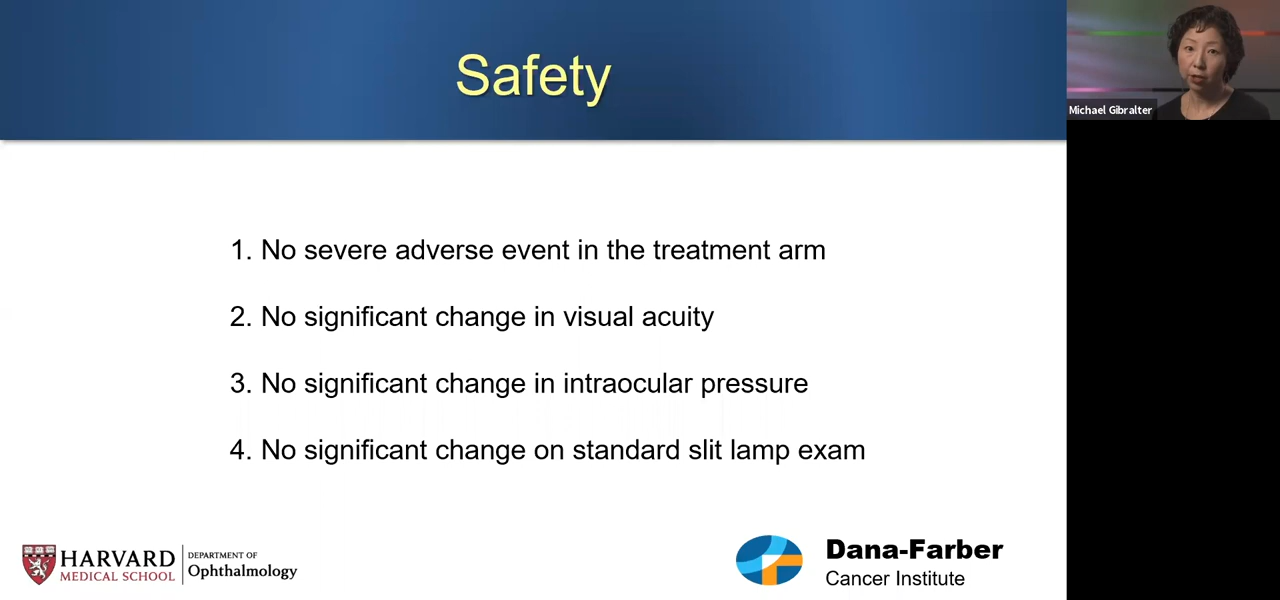 Safety
Michael Gibralter
1. No severe adverse event in the treatment arm
2. No significant change in visual acuity
3. No significant change in intraocular pressure
4. No significant change on standard slit lamp exam
HARVARD
MEDICAL SCHOOL
DEPARTMENT OF
Ophthalmology
Dana-Farber
Cancer Institute